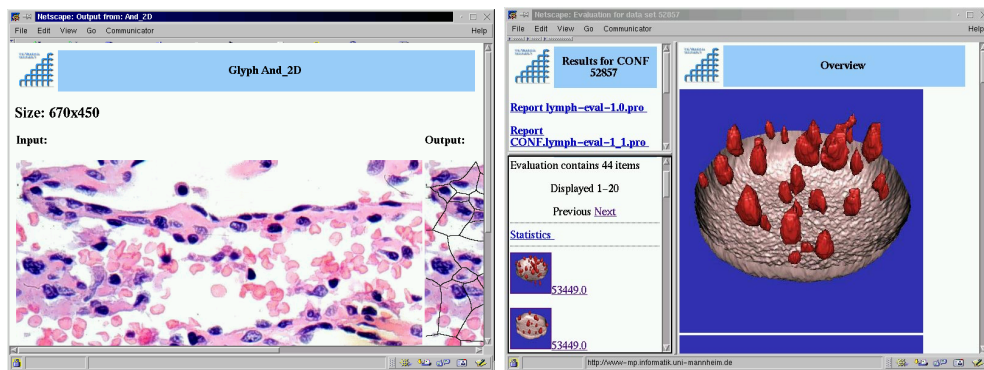 Netscape: Output from: And_2D
File Edit View Go Communicator Help
Glyph And_2D
Size: 670x450
Input: Output:
Netscape: Evaluation for data set 52857
File Edit View Go Communicator Help
Results for CONF
52857
Report lymph-eval-1.0.pro
Report
CONF.lymph-eval-1_1.pro
Evaluation contains 44 items
Displayed 1-20
Previous Next
Statistics
53449.0
53449.0
Overview
http://www-mp.informatik.uni-mannheim.de